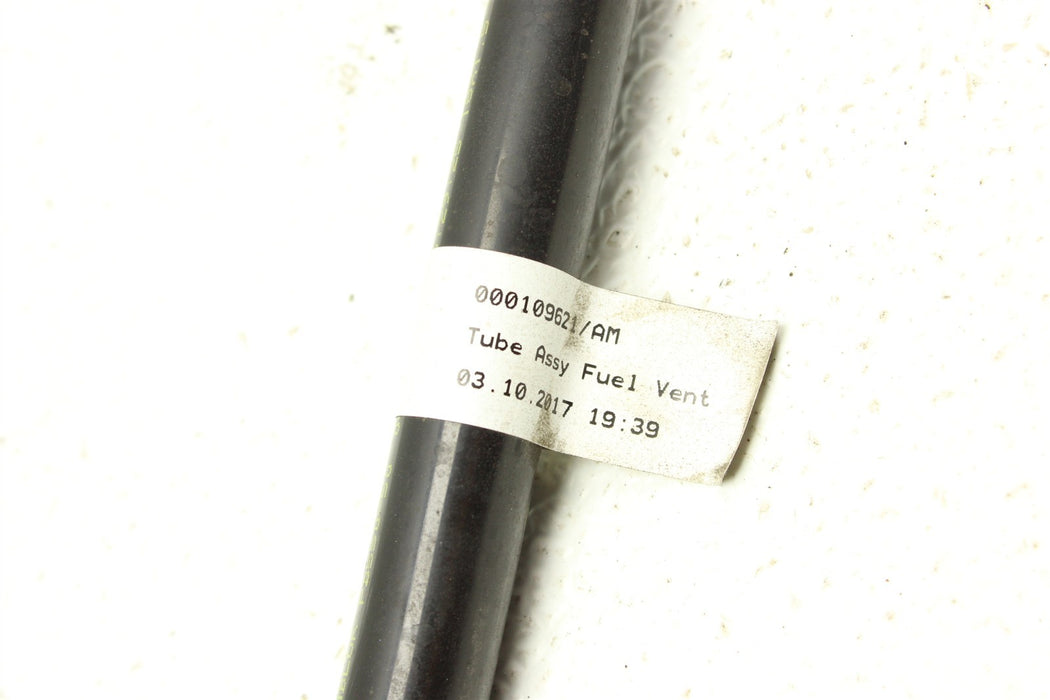 000109621/AM
Tube Assy Fuel Vent
03.10.2017 19:39